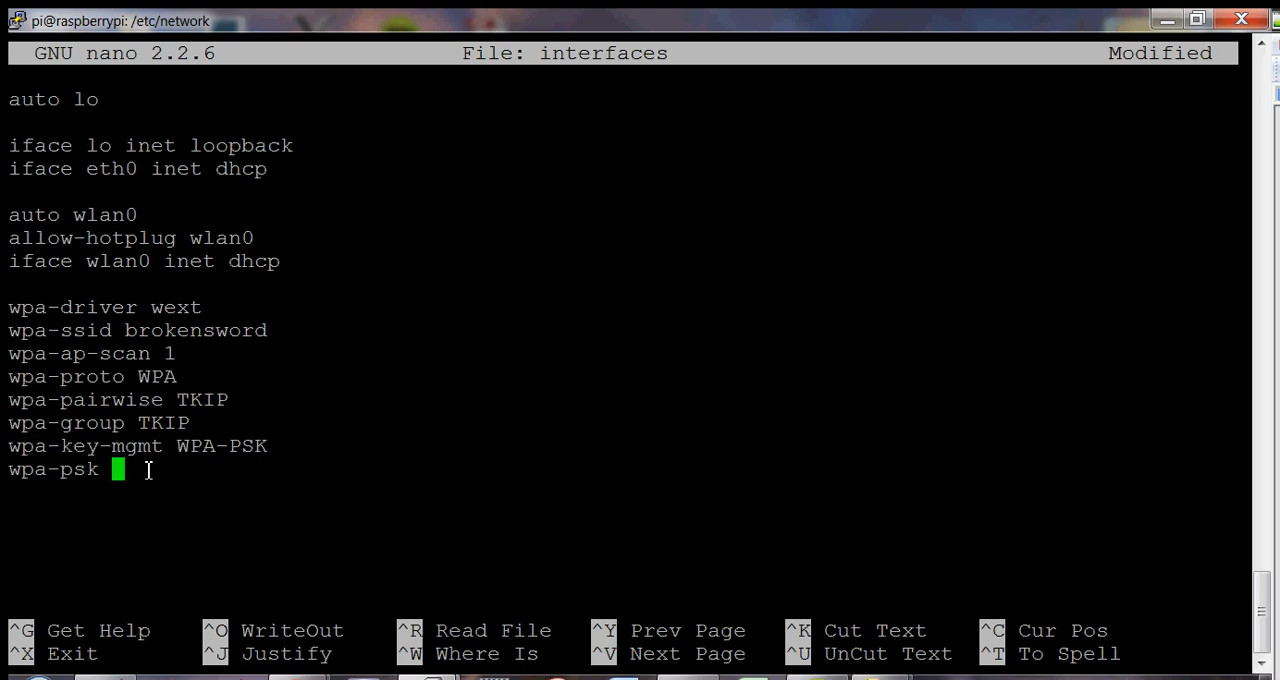 pi@raspberrypi: /etc/network
GNU nano 2.2.6 File: interfaces Modified
auto lo
iface lo inet loopback
iface eth0 inet dhcp
auto wlan0
allow-hotplug wlan0
iface wlan0 inet dhcp
wpa-driver wext
wpa-ssid brokensword
wpa-ap-scan 1
wpa-proto WPA
wpa-pairwise TKIP
wpa-group TKIP
wpa-key-mgmt WPA-PSK
wpa-psk
^G Get Help ^O WriteOut ^R Read File ^Y Prev Page ^K Cut Text ^C Cur Pos
^X Exit ^J Justify ^W Where Is ^V Next Page ^U UnCut Text ^T To Spell